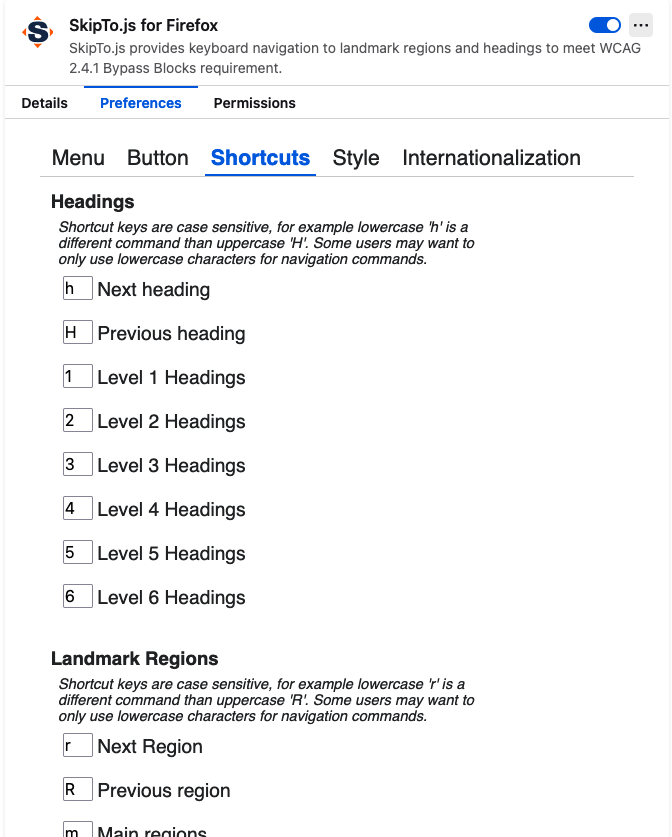 SkipTo.js for Firefox
SkipTo.js provides keyboard navigation to landmark regions and headings to meet WCAG
2.4.1 Bypass Blocks requirement.
Details Preferences Permissions
Menu Button Shortcuts Style Internationalization
Headings
Shortcut keys are case sensitive, for example lowercase 'h' is a
different command than uppercase 'H'. Some users may want to
only use lowercase characters for navigation commands.
h Next heading
H Previous heading
1 Level 1 Headings
2 Level 2 Headings
3 Level 3 Headings
4 Level 4 Headings
5 Level 5 Headings
6 Level 6 Headings
Landmark Regions
Shortcut keys are case sensitive, for example lowercase 'r' is a
different command than uppercase 'R'. Some users may want to
only use lowercase characters for navigation commands.
r Next Region
R Previous region
m Main regions